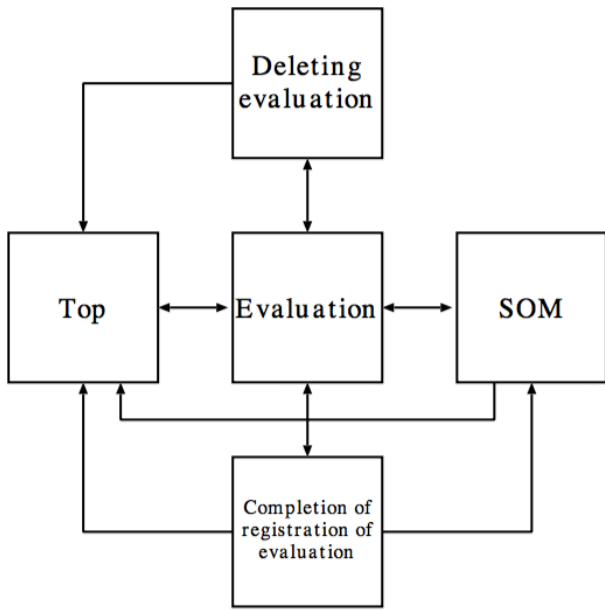 Deleting
evaluation
Top
Evaluation
SOM
Completion of
registration of
evaluation